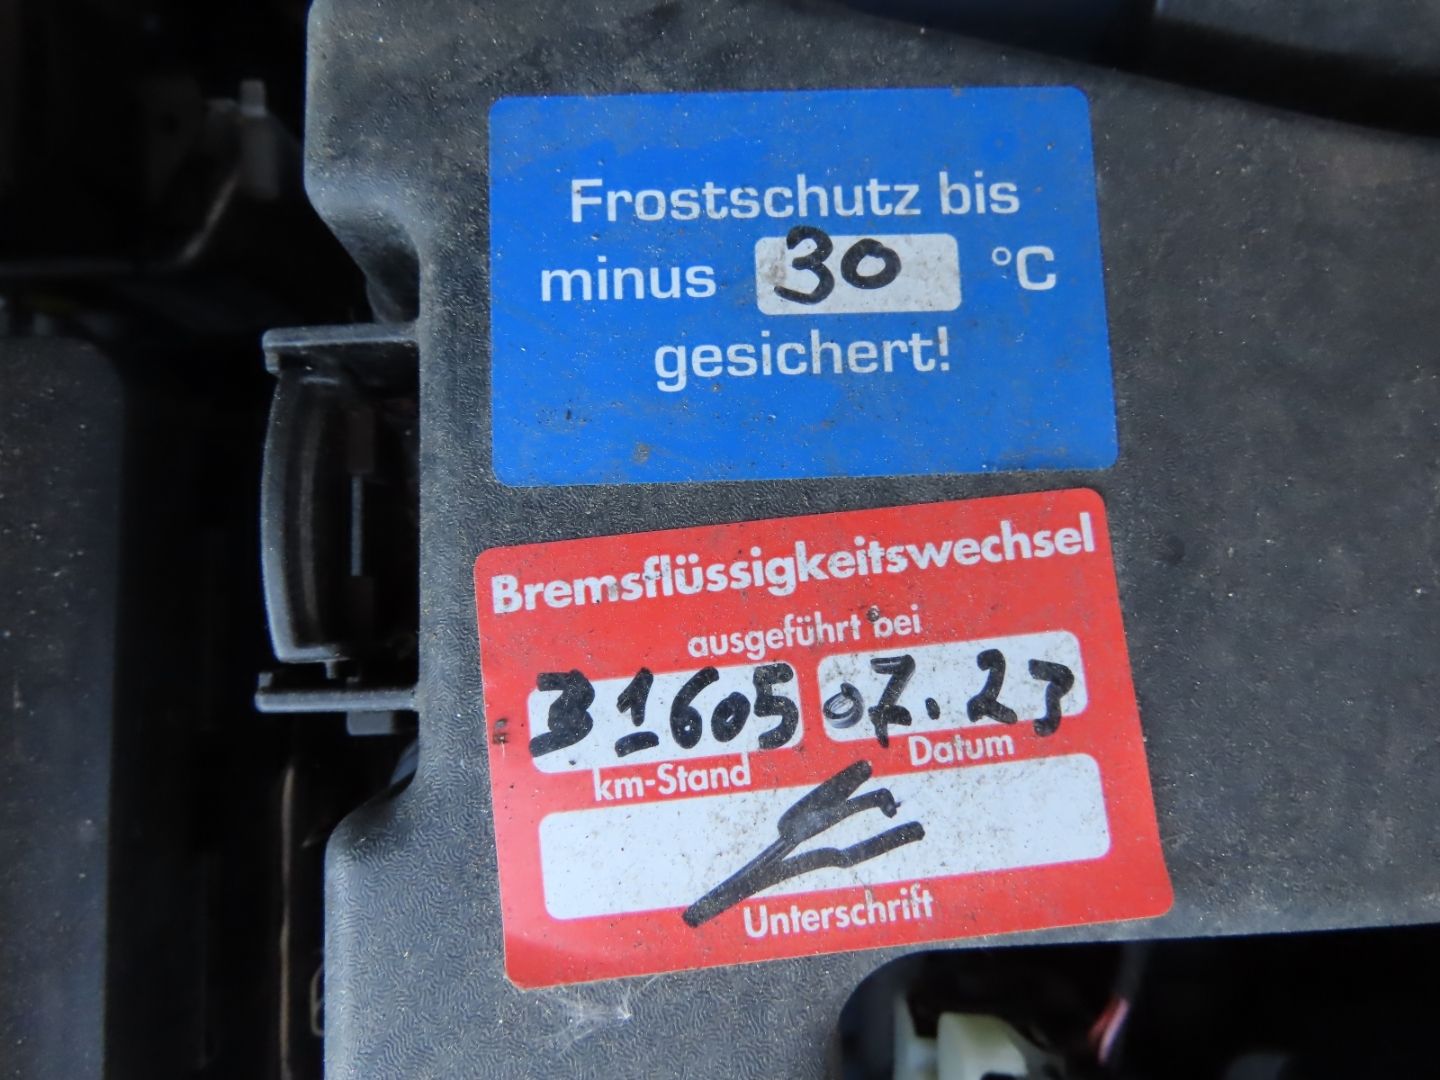 Frostschutz bis
minus 30 °C
gesichert!
Bremsflüssigkeitswechsel
ausgeführt bei
31605 07.23
km-Stand Datum
Unterschrift